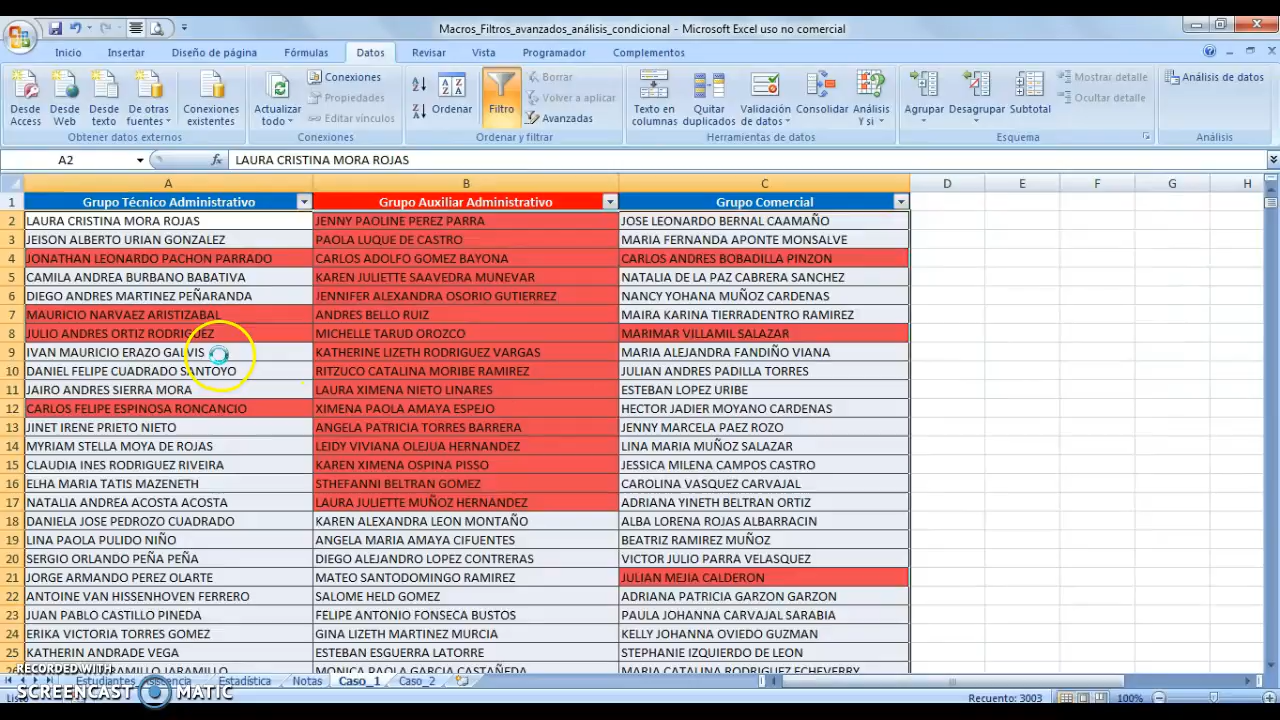 Macros_Filtros_avanzados_análisis_condicional - Microsoft Excel uso no comercial
Inicio Insertar Diseño de página Fórmulas Datos Revisar Vista Programador Complementos
Desde Access
Desde Web
Desde texto
De otras fuentes
Conexiones existentes
Obtener datos externos
Actualizar todo
Conexiones
Propiedades
Editar vínculos
Conexiones
Ordenar
Filtro
Borrar
Volver a aplicar
Avanzadas
Ordenar y filtrar
Texto en columnas
Quitar duplicados
Validación de datos
Consolidar
Análisis Y si
Herramientas de datos
Agrupar
Desagrupar
Subtotal
Mostrar detalle
Ocultar detalle
Esquema
Análisis de datos
Análisis
A2 fx LAURA CRISTINA MORA ROJAS
A B C D E F G H
1 Grupo Técnico Administrativo Grupo Auxiliar Administrativo Grupo Comercial
2 LAURA CRISTINA MORA ROJAS JENNY PAOLINE PEREZ PARRA JOSE LEONARDO BERNAL CAAMAÑO
3 JEISON ALBERTO URIAN GONZALEZ PAOLA LUQUE DE CASTRO MARIA FERNANDA APONTE MONSALVE
4 JONATHAN LEONARDO PACHON PARRADO CARLOS ADOLFO GOMEZ BAYONA CARLOS ANDRES BOBADILLA PINZON
5 CAMILA ANDREA BURBANO BABATIVA KAREN JULIETTE SAAVEDRA MUNEVAR NATALIA DE LA PAZ CABRERA SANCHEZ
6 DIEGO ANDRES MARTINEZ PEÑARANDA JENNIFER ALEXANDRA OSORIO GUTIERREZ NANCY YOHANA MUÑOZ CARDENAS
7 MAURICIO NARVAEZ ARISTIZABAL ANDRES BELLO RUIZ MAIRA KARINA TIERRADENTRO RAMIREZ
8 JULIO ANDRES ORTIZ RODRIGUEZ MICHELLE TARUD OROZCO MARIMAR VILLAMIL SALAZAR
9 IVAN MAURICIO ERAZO GALVIS KATHERINE LIZETH RODRIGUEZ VARGAS MARIA ALEJANDRA FANDIÑO VIANA
10 DANIEL FELIPE CUADRADO SANTOYO RITZUCO CATALINA MORIBE RAMIREZ JULIAN ANDRES PADILLA TORRES
11 JAIRO ANDRES SIERRA MORA LAURA XIMENA NIETO LINARES ESTEBAN LOPEZ URIBE
12 CARLOS FELIPE ESPINOSA RONCANCIO XIMENA PAOLA AMAYA ESPEJO HECTOR JADIER MOYANO CARDENAS
13 JINET IRENE PRIETO NIETO ANGELA PATRICIA TORRES BARRERA JENNY MARCELA PAEZ ROZO
14 MYRIAM STELLA MOYA DE ROJAS LEIDY VIVIANA OLEJUA HERNANDEZ LINA MARIA MUÑOZ SALAZAR
15 CLAUDIA INES RODRIGUEZ RIVEIRA KAREN XIMENA OSPINA PISSO JESSICA MILENA CAMPOS CASTRO
16 ELHA MARIA TATIS MAZENETH STHEFANNI BELTRAN GOMEZ CAROLINA VASQUEZ CARVAJAL
17 NATALIA ANDREA ACOSTA ACOSTA LAURA JULIETTE MUÑOZ HERNANDEZ ADRIANA YINETH BELTRAN ORTIZ
18 DANIELA JOSE PEDROZO CUADRADO KAREN ALEXANDRA LEON MONTAÑO ALBA LORENA ROJAS ALBARRACIN
19 LINA PAOLA PULIDO NIÑO ANGELA MARIA AMAYA CIFUENTES BEATRIZ RAMIREZ MUÑOZ
20 SERGIO ORLANDO PEÑA PEÑA DIEGO ALEJANDRO LOPEZ CONTRERAS VICTOR JULIO PARRA VELASQUEZ
21 JORGE ARMANDO PEREZ OLARTE MATEO SANTODOMINGO RAMIREZ JULIAN MEJIA CALDERON
22 ANTOINE VAN HISSENHOVEN FERRERO SALOME HELD GOMEZ ADRIANA PATRICIA GARZON GARZON
23 JUAN PABLO CASTILLO PINEDA FELIPE ANTONIO FONSECA BUSTOS PAULA JOHANNA CARVAJAL SARABIA
24 ERIKA VICTORIA TORRES GOMEZ GINA LIZETH MARTINEZ MURCIA KELLY JOHANNA OVIEDO GUZMAN
25 KATHERIN ANDRADE VEGA ESTEBAN ESGUERRA LATORRE STEPHANIE IZQUIERDO DE LEON
JARAMILLO MONICA PAOLA GARCIA CASTAÑEDA MARIA CATALINA RODRIGUEZ ECHEVERRY
RECORDED WITH
SCREENCAST MATIC
Estudiantes Estadística Notas Caso_1 Caso_2
Recuento: 3003 100%